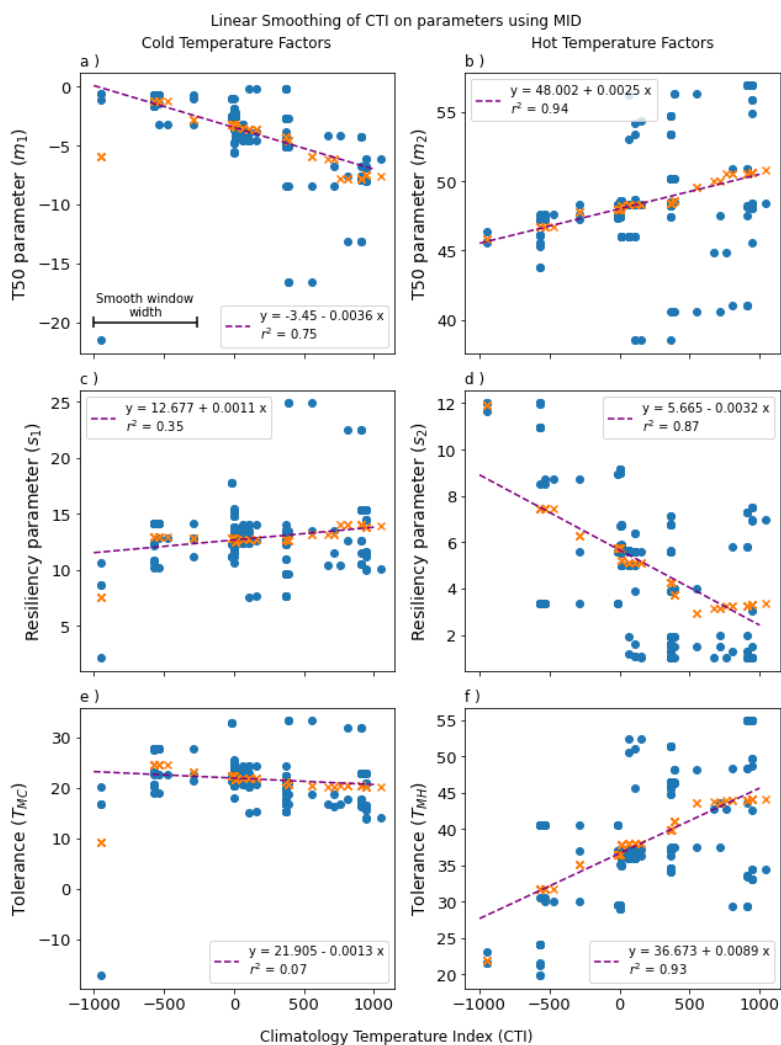 Linear Smoothing of CTI on parameters using MID
Cold Temperature Factors
Hot Temperature Factors
a )
T50 parameter (m1)
0
−5
−10
−15
−20
Smooth window
width
y = -3.45 - 0.0036 x
r² = 0.75
b )
T50 parameter (m2)
55
50
45
40
y = 48.002 + 0.0025 x
r² = 0.94
c )
Resiliency parameter (s1)
25
20
15
10
5
y = 12.677 + 0.0011 x
r² = 0.35
d )
Resiliency parameter (s2)
12
10
8
6
4
2
y = 5.665 - 0.0032 x
r² = 0.87
e )
Tolerance (TMC)
30
20
10
0
−10
y = 21.905 - 0.0013 x
r² = 0.07
−1000 −500 0 500 1000
f )
Tolerance (TMH)
55
50
45
40
35
30
25
20
y = 36.673 + 0.0089 x
r² = 0.93
−1000 −500 0 500 1000
Climatology Temperature Index (CTI)